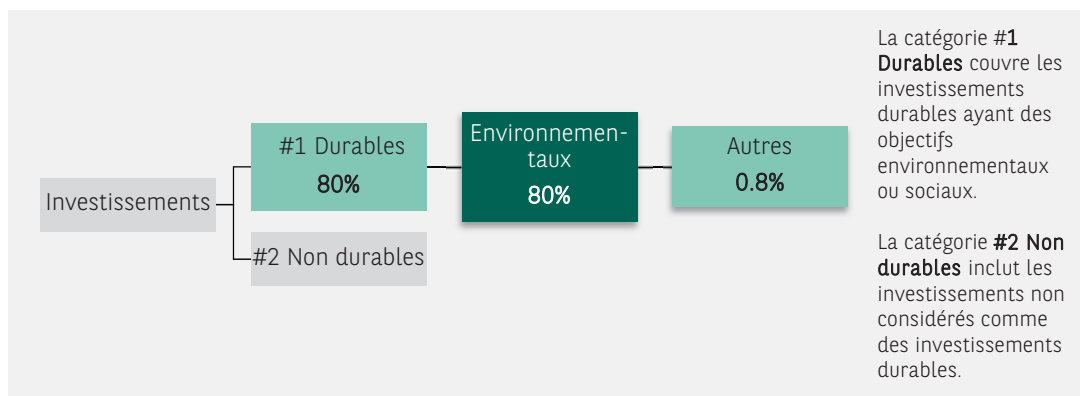 Investissements
#1 Durables
80%
#2 Non durables
Environnemen-
taux
80%
Autres
0.8%
La catégorie #1
Durables couvre les
investissements
durables ayant des
objectifs
environnementaux
ou sociaux.
La catégorie #2 Non
durables inclut les
investissements non
considérés comme
des investissements
durables.